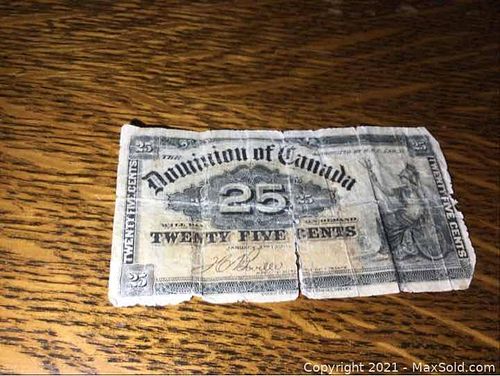 25
25
THE
Dominion of Canada
25
TWENTY FIVE CENTS
TWENTY FIVE CENTS
TWENTY FIVE CENTS
25
Copyright 2021 - MaxSold.com